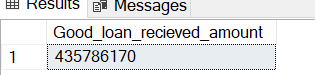 Results Messages
Good_loan_recieved_amount
1 435786170